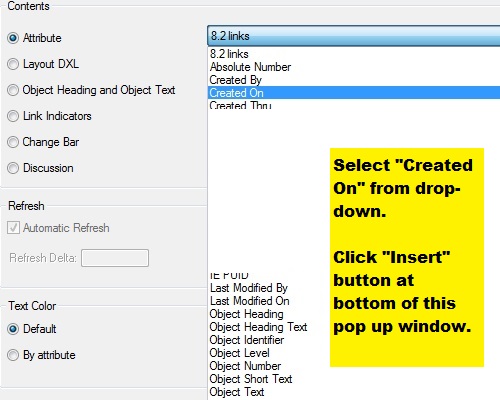 Contents
Attribute
Layout DXL
Object Heading and Object Text
Link Indicators
Change Bar
Discussion
Refresh
Automatic Refresh
Refresh Delta:
Text Color
Default
By attribute
8.2 links
8.2 links
Absolute Number
Created By
Created On
Created Thru
IE PUID
Last Modified By
Last Modified On
Object Heading
Object Heading Text
Object Identifier
Object Level
Object Number
Object Short Text
Object Text
Select "Created
On" from drop-
down.
Click "Insert"
button at
bottom of this
pop up window.